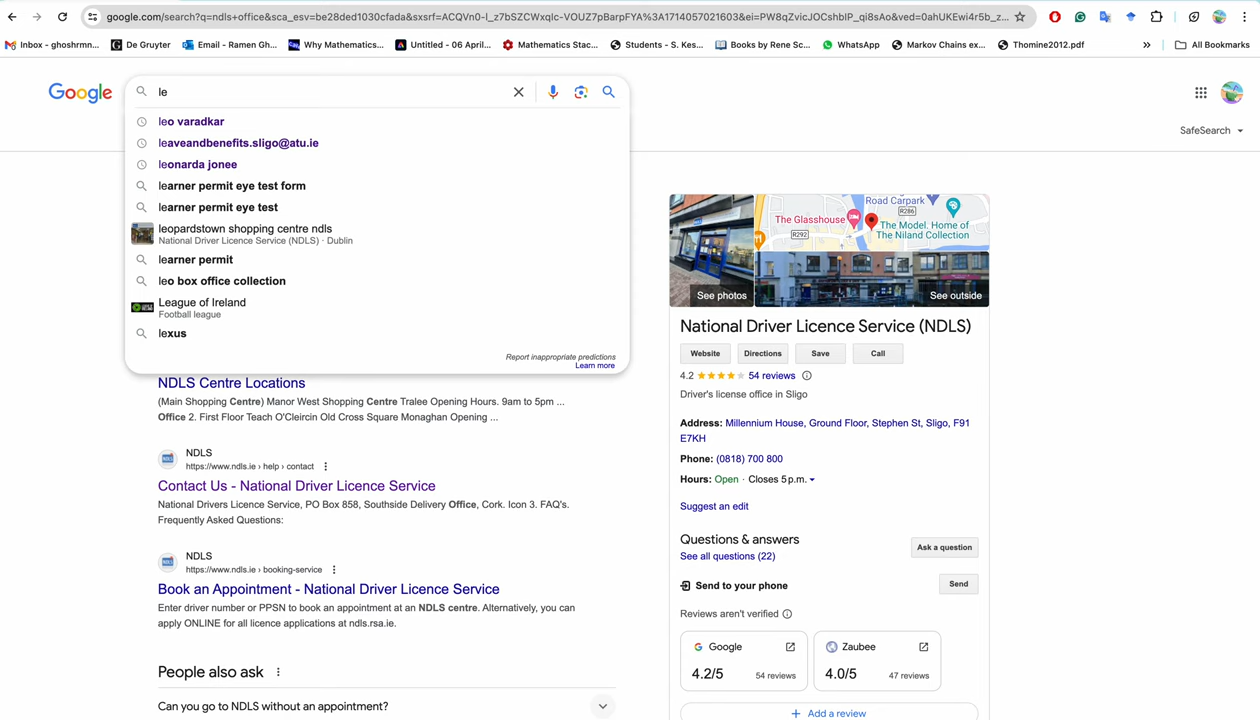 google.com/search?q=ndls+office&sca_esv=be28ded1030cfada&sxsrf=ACQVn0-l_z7bSZCWxqIc-VOUZ7pBarpFYA%3A1714057021603&ei=PW8qZvicJOCshbIP_qi8sAo&ved=0ahUKEwi4r5b_z...
Inbox - ghoshrmn...
De Gruyter
Email - Ramen Gh...
Why Mathematics...
Untitled - 06 April...
Mathematics Stac...
Students - S. Kes...
Books by Rene Sc...
WhatsApp
Markov Chains ex...
Thomine2012.pdf
»
All Bookmarks
Google
le
SafeSearch
leo varadkar
leaveandbenefits.sligo@atu.ie
leonarda jonee
learner permit eye test form
learner permit eye test
leopardstown shopping centre ndls
National Driver Licence Service (NDLS) · Dublin
learner permit
leo box office collection
League of Ireland
Football league
lexus
Report inappropriate predictions
Learn more
NDLS Centre Locations
(Main Shopping Centre) Manor West Shopping Centre Tralee Opening Hours. 9am to 5pm ...
Office 2. First Floor Teach O'Cleircin Old Cross Square Monaghan Opening ...
NDLS
https://www.ndls.ie › help › contact
Contact Us - National Driver Licence Service
National Drivers Licence Service, PO Box 858, Southside Delivery Office, Cork. Icon 3. FAQ's.
Frequently Asked Questions:
NDLS
https://www.ndls.ie › booking-service
Book an Appointment - National Driver Licence Service
Enter driver number or PPSN to book an appointment at an NDLS centre. Alternatively, you can
apply ONLINE for all licence applications at ndls.rsa.ie.
People also ask
Can you go to NDLS without an appointment?
Road Carpark
R286
The Glasshouse
R292
The Model. Home of
The Niland Collection
See photos
See outside
National Driver Licence Service (NDLS)
Website
Directions
Save
Call
4.2 54 reviews
Driver's license office in Sligo
Address: Millennium House, Ground Floor, Stephen St, Sligo, F91
E7KH
Phone: (0818) 700 800
Hours: Open · Closes 5 p.m.
Suggest an edit
Questions & answers
See all questions (22)
Ask a question
Send to your phone
Send
Reviews aren't verified
Google
4.2/5
54 reviews
Zaubee
4.0/5
47 reviews
+ Add a review